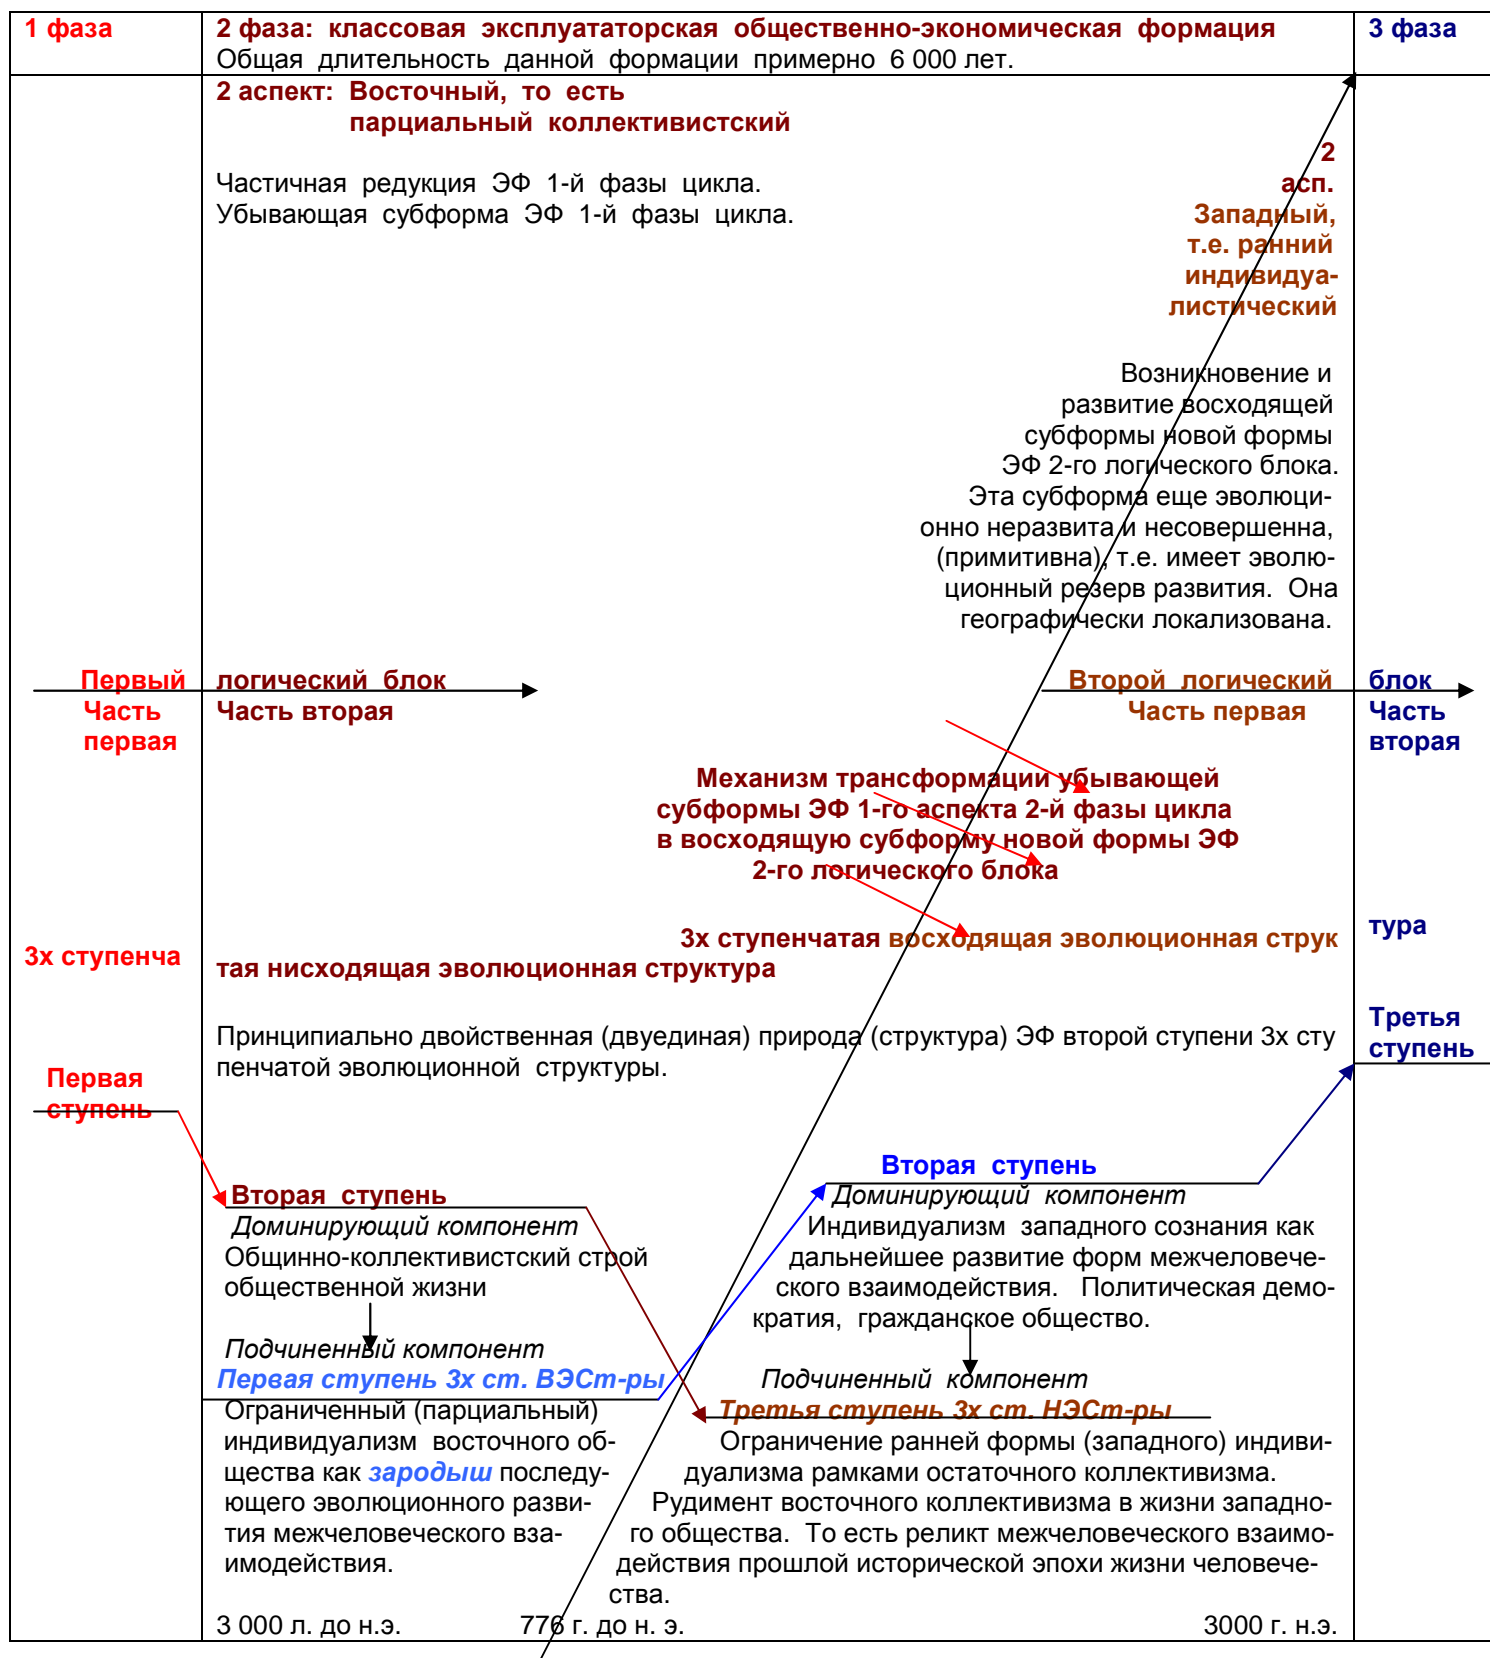 1 фаза
2 фаза: классовая эксплуататорская общественно-экономическая формация
Общая длительность данной формации примерно 6 000 лет.
3 фаза
2 аспект: Восточный, то есть
парциальный коллективистский
Частичная редукция ЭФ 1-й фазы цикла.
Убывающая субформа ЭФ 1-й фазы цикла.
2
асп.
Западный,
т.е. ранний
индивидуа-
листический
Возникновение и
развитие восходящей
субформы новой формы
ЭФ 2-го логического блока.
Эта субформа еще эволюци-
онно неразвита и несовершенна,
(примитивна), т.е. имеет эволю-
ционный резерв развития. Она
географически локализована.
Первый
Часть
первая
логический блок
Часть вторая
Второй логический
Часть первая
блок
Часть
вторая
Механизм трансформации убывающей
субформы ЭФ 1-го аспекта 2-й фазы цикла
в восходящую субформу новой формы ЭФ
2-го логического блока
3х ступенчатая восходящая эволюционная струк
тура
3х ступенча
тая нисходящая эволюционная структура
Принципиально двойственная (двуединая) природа (структура) ЭФ второй ступени 3х сту
пенчатой эволюционной структуры.
Третья
ступень
Первая
ступень
Вторая ступень
Доминирующий компонент
Общинно-коллективистский строй
общественной жизни
Подчиненный компонент
Первая ступень 3х ст. ВЭСт-ры
Ограниченный (парциальный)
индивидуализм восточного об-
щества как зародыш последу-
ющего эволюционного разви-
тия межчеловеческого вза-
имодействия.
Вторая ступень
Доминирующий компонент
Индивидуализм западного сознания как
дальнейшее развитие форм межчеловече-
ского взаимодействия. Политическая демо-
кратия, гражданское общество.
Подчиненный компонент
Третья ступень 3х ст. НЭСт-ры
Ограничение ранней формы (западного) индиви-
дуализма рамками остаточного коллективизма.
Рудимент восточного коллективизма в жизни западно-
го общества. То есть реликт межчеловеческого взаимо-
действия прошлой исторической эпохи жизни человече-
ства.
3 000 л. до н.э.
776 г. до н. э.
3000 г. н.э.